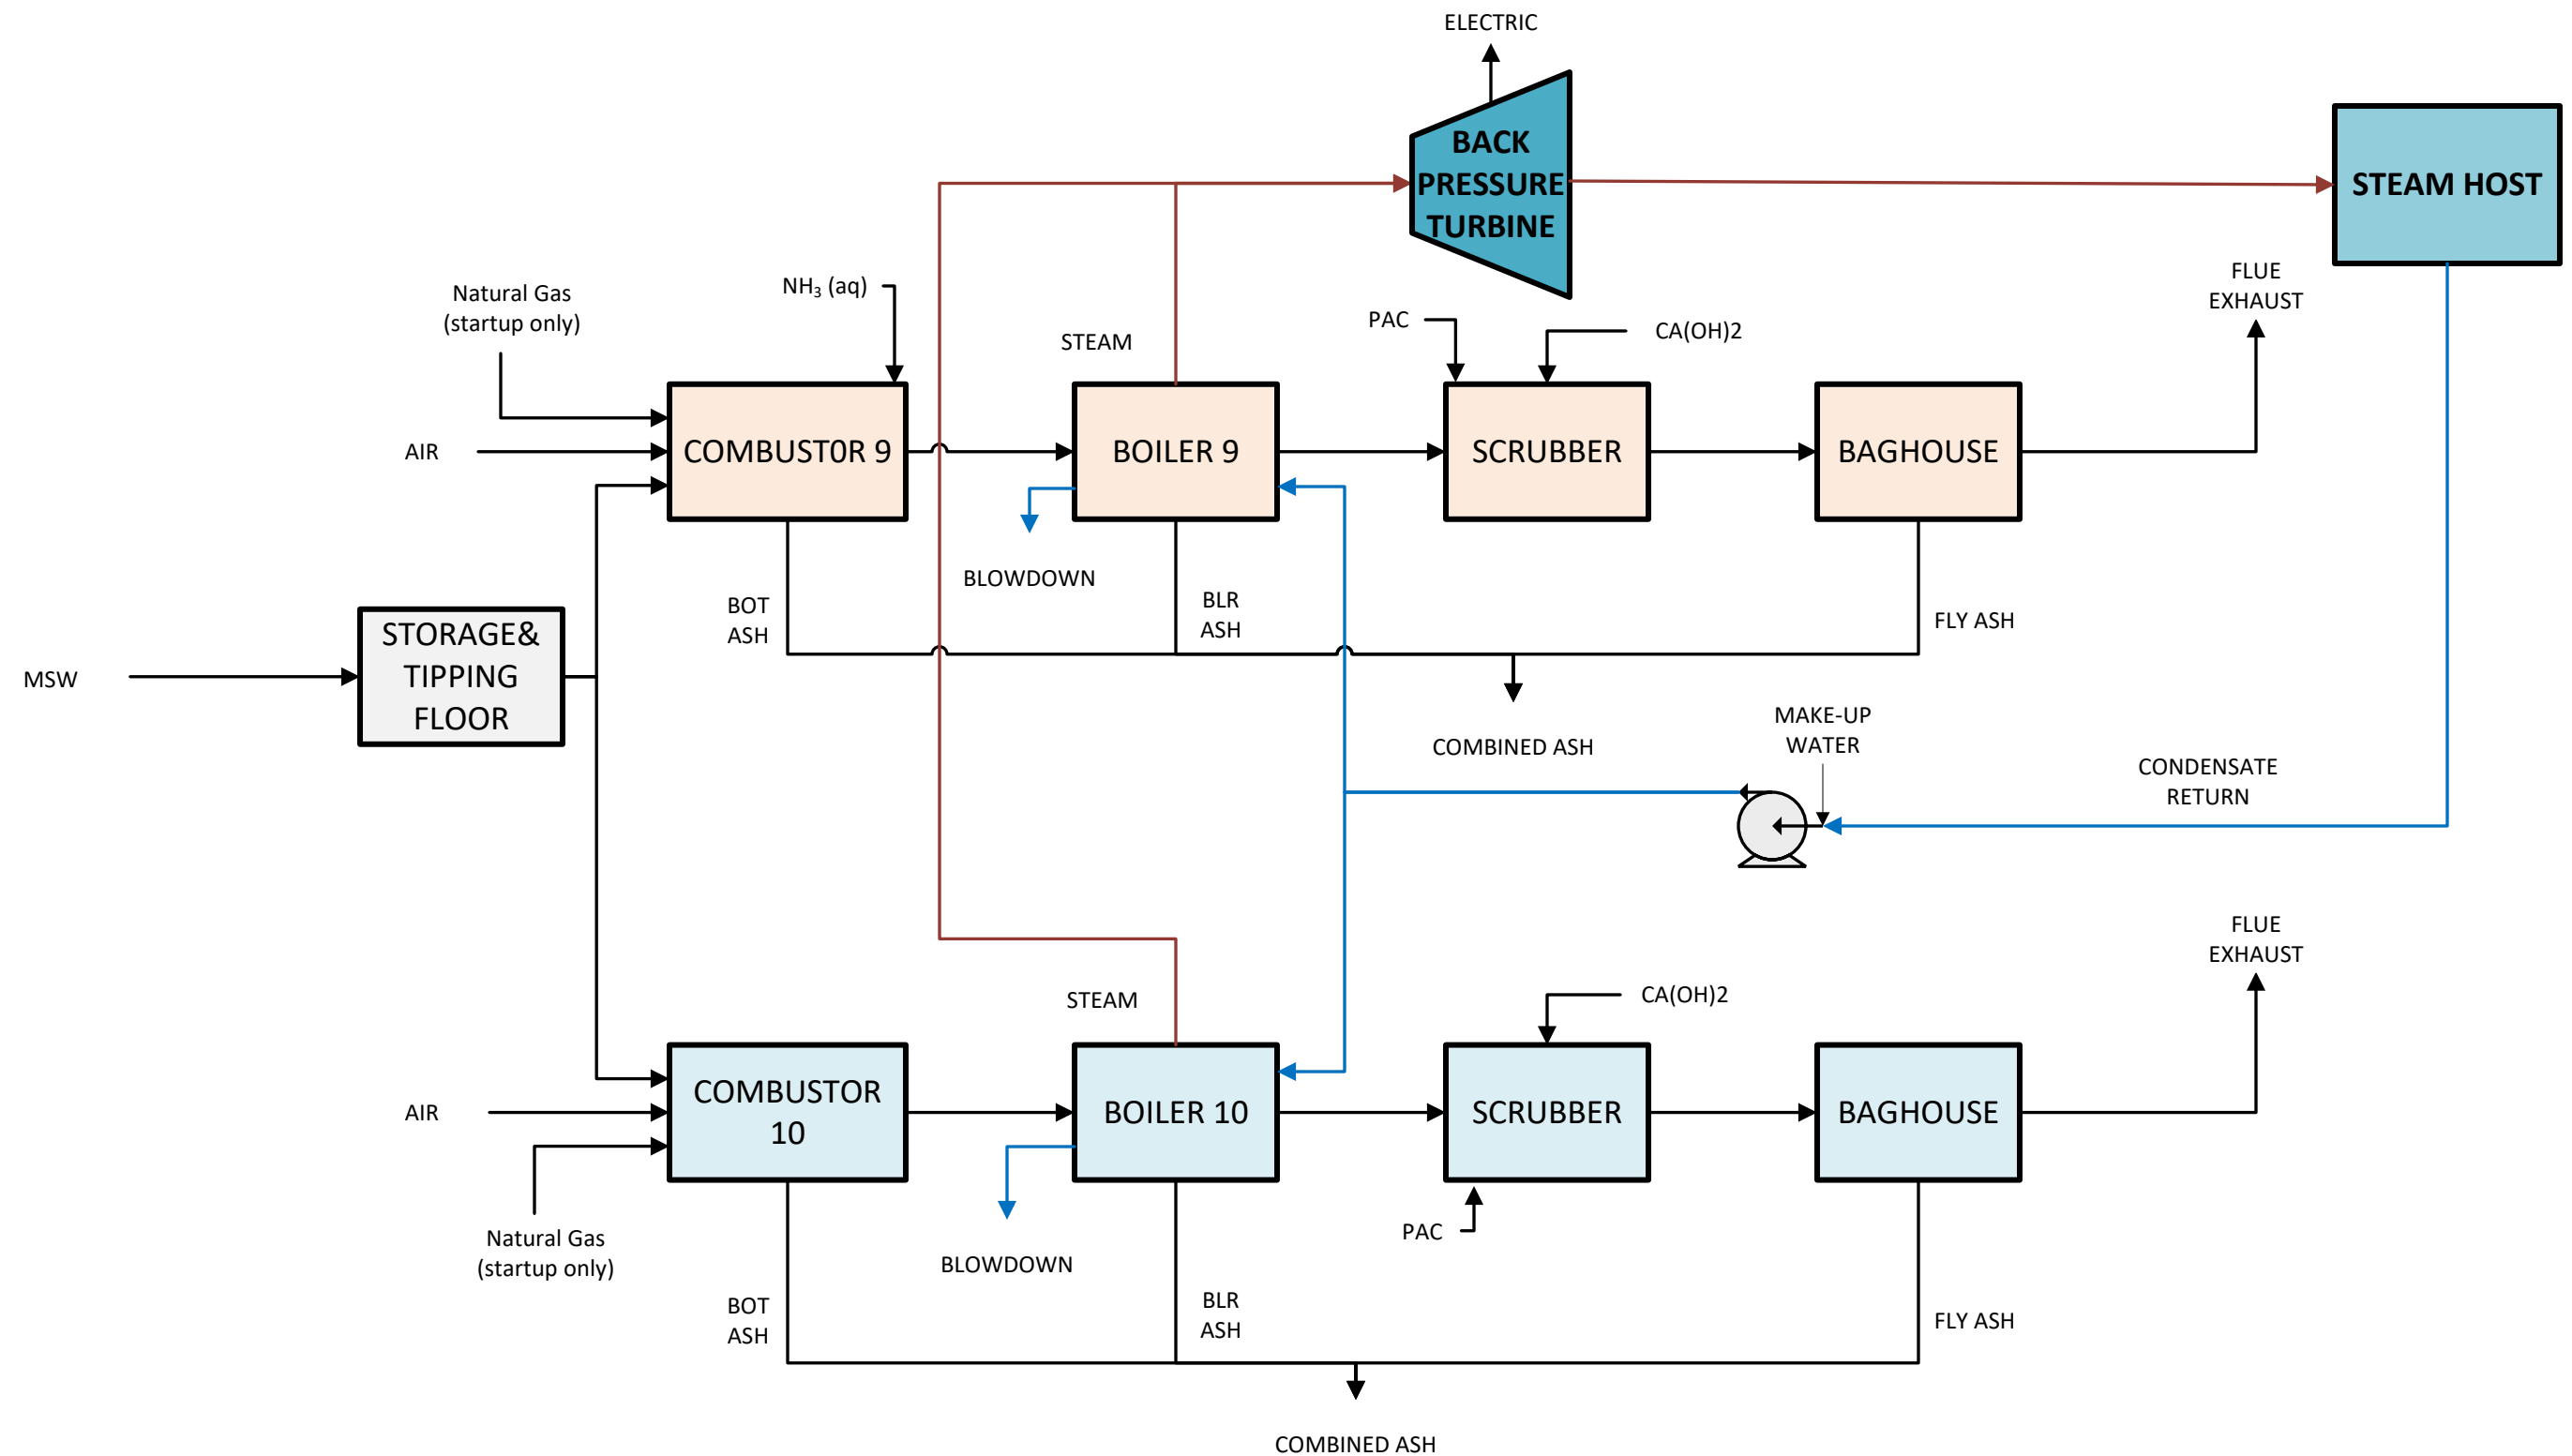 ELECTRIC
BACK
PRESSURE
TURBINE
STEAM HOST
Natural Gas
(startup only)
NH₃ (aq)
STEAM
PAC
CA(OH)2
FLUE
EXHAUST
AIR
COMBUST0R 9
BOILER 9
SCRUBBER
BAGHOUSE
BLOWDOWN
BOT
ASH
BLR
ASH
FLY ASH
MSW
STORAGE&
TIPPING
FLOOR
COMBINED ASH
MAKE-UP
WATER
CONDENSATE
RETURN
FLUE
EXHAUST
STEAM
CA(OH)2
AIR
COMBUSTOR
10
BOILER 10
SCRUBBER
BAGHOUSE
Natural Gas
(startup only)
BLOWDOWN
PAC
BOT
ASH
BLR
ASH
FLY ASH
COMBINED ASH